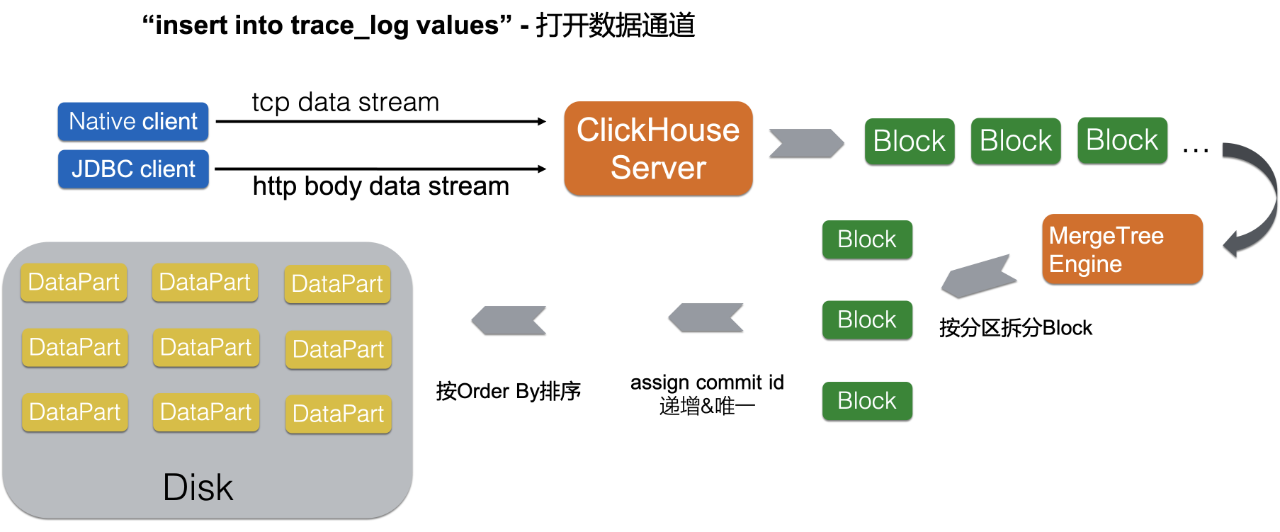 “insert into trace_log values” - 打开数据通道
tcp data stream
Native client
JDBC client
http body data stream
ClickHouse
Server
Block
Block
Block
...
MergeTree
Engine
按分区拆分Block
Block
Block
Block
assign commit id
递增&唯一
按Order By排序
DataPart
DataPart
DataPart
DataPart
DataPart
DataPart
DataPart
DataPart
DataPart
Disk